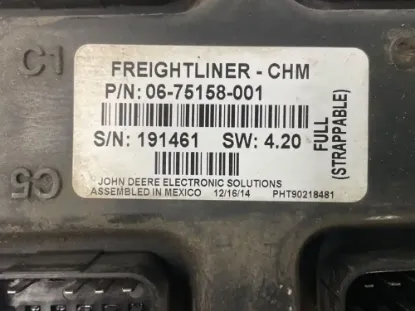 C1
FREIGHTLINER - CHM
P/N: 06-75158-001
S/N: 191461 SW: 4.20
FULL
(STRAPPABLE)
C5
JOHN DEERE ELECTRONIC SOLUTIONS
ASSEMBLED IN MEXICO 12/16/14 PHT90218481